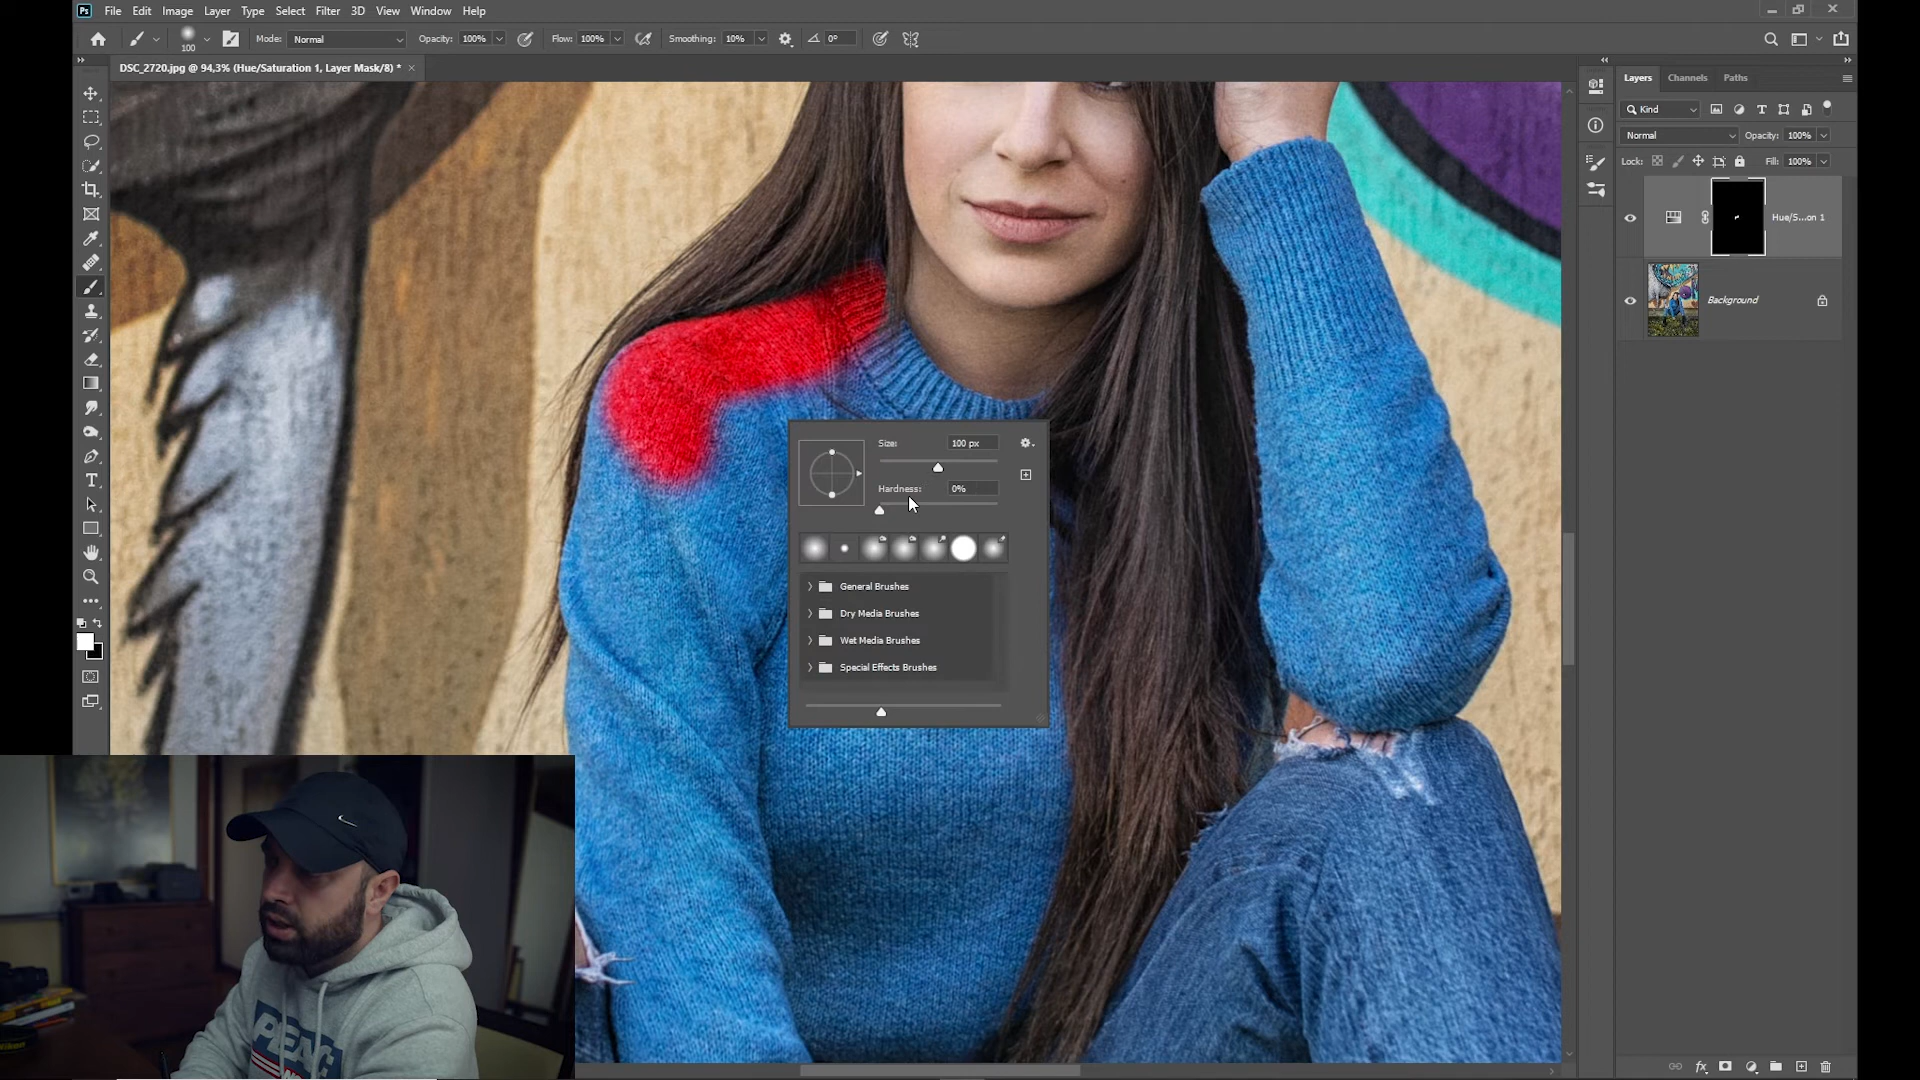 Ps File Edit Image Layer Type Select Filter 3D View Window Help
100 Mode: Normal Opacity: 100% Flow: 100% Smoothing: 10% 0°
DSC_2720.jpg @ 94,3% (Hue/Saturation 1, Layer Mask/8) * ×
Layers Channels Paths
Kind
Normal Opacity: 100%
Lock: Fill: 100%
Hue/S...on 1
Background
Size: 100 px
Hardness: 0%
General Brushes
Dry Media Brushes
Wet Media Brushes
Special Effects Brushes